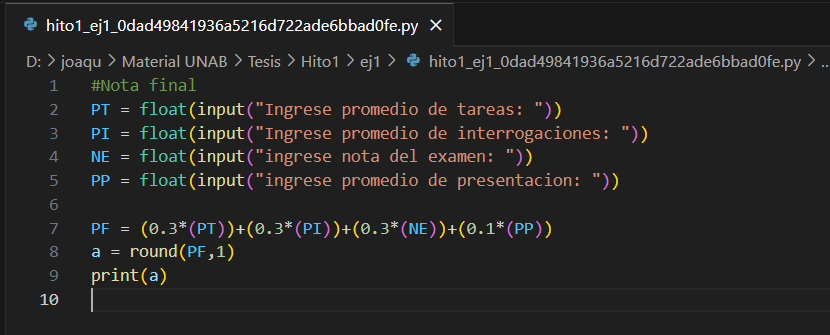 hito1_ej1_0dad49841936a5216d722ade6bbad0fe.py ×
D: > joaqu > Material UNAB > Tesis > Hito1 > ej1 > hito1_ej1_0dad49841936a5216d722ade6bbad0fe.py > ...
1 #Nota final
2 PT = float(input("Ingrese promedio de tareas: "))
3 PI = float(input("Ingrese promedio de interrogaciones: "))
4 NE = float(input("ingrese nota del examen: "))
5 PP = float(input("ingrese promedio de presentacion: "))
6
7 PF = (0.3*(PT))+(0.3*(PI))+(0.3*(NE))+(0.1*(PP))
8 a = round(PF,1)
9 print(a)
10